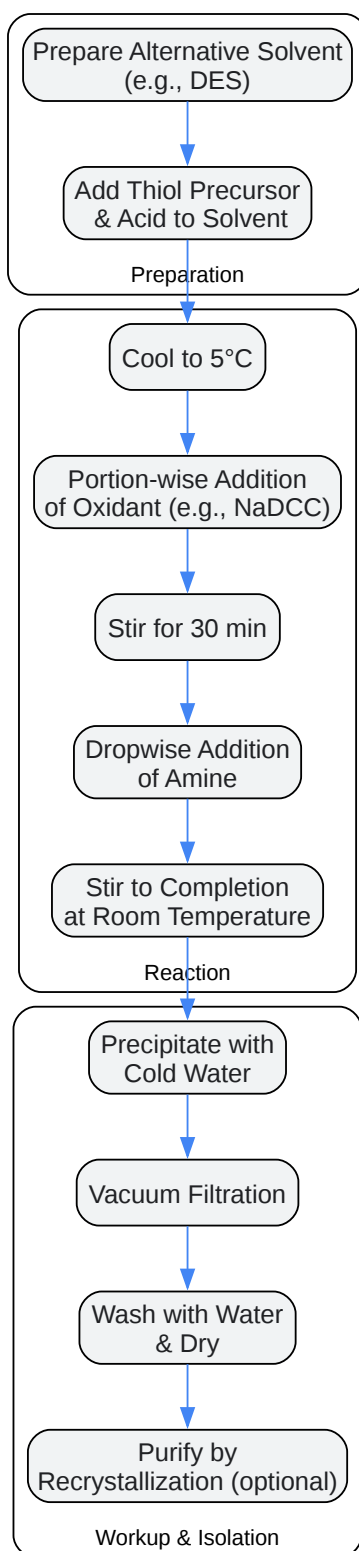 Prepare Alternative Solvent
(e.g., DES)
Add Thiol Precursor
& Acid to Solvent
Preparation
Cool to 5°C
Portion-wise Addition
of Oxidant (e.g., NaDCC)
Stir for 30 min
Dropwise Addition
of Amine
Stir to Completion
at Room Temperature
Reaction
Precipitate with
Cold Water
Vacuum Filtration
Wash with Water
& Dry
Purify by
Recrystallization (optional)
Workup & Isolation